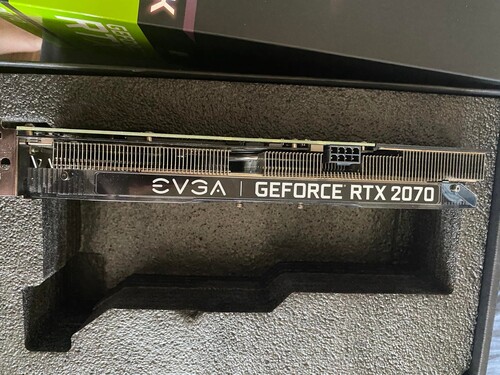 EVGA | GEFORCE RTX 2070